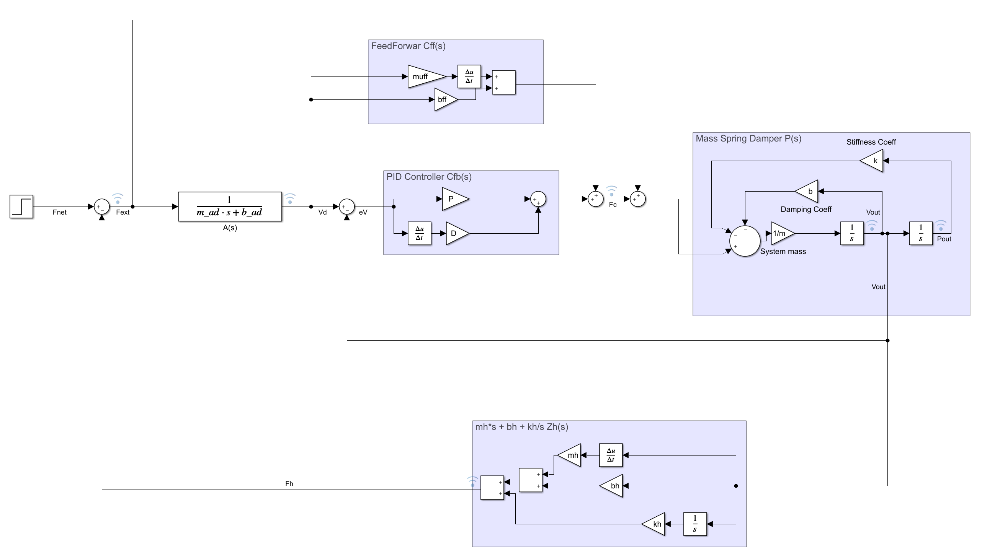 FeedForwar Cff(s)
muff
Δu
Δt
+
+
bff
Mass Spring Damper P(s)
Stiffness Coeff
k
PID Controller Cfb(s)
b
Damping Coeff
P
+
+
+
+
Fc
+
+
Fnet
+
−
Fext
1
m_ad · s + b_ad
A(s)
Vd
+
−
eV
Δu
Δt
D
−
−
+
1/m
System mass
1
s
Vout
1
s
Pout
Vout
mh*s + bh + kh/s Zh(s)
mh
Δu
Δt
+
+
bh
Fh
+
+
kh
1
s